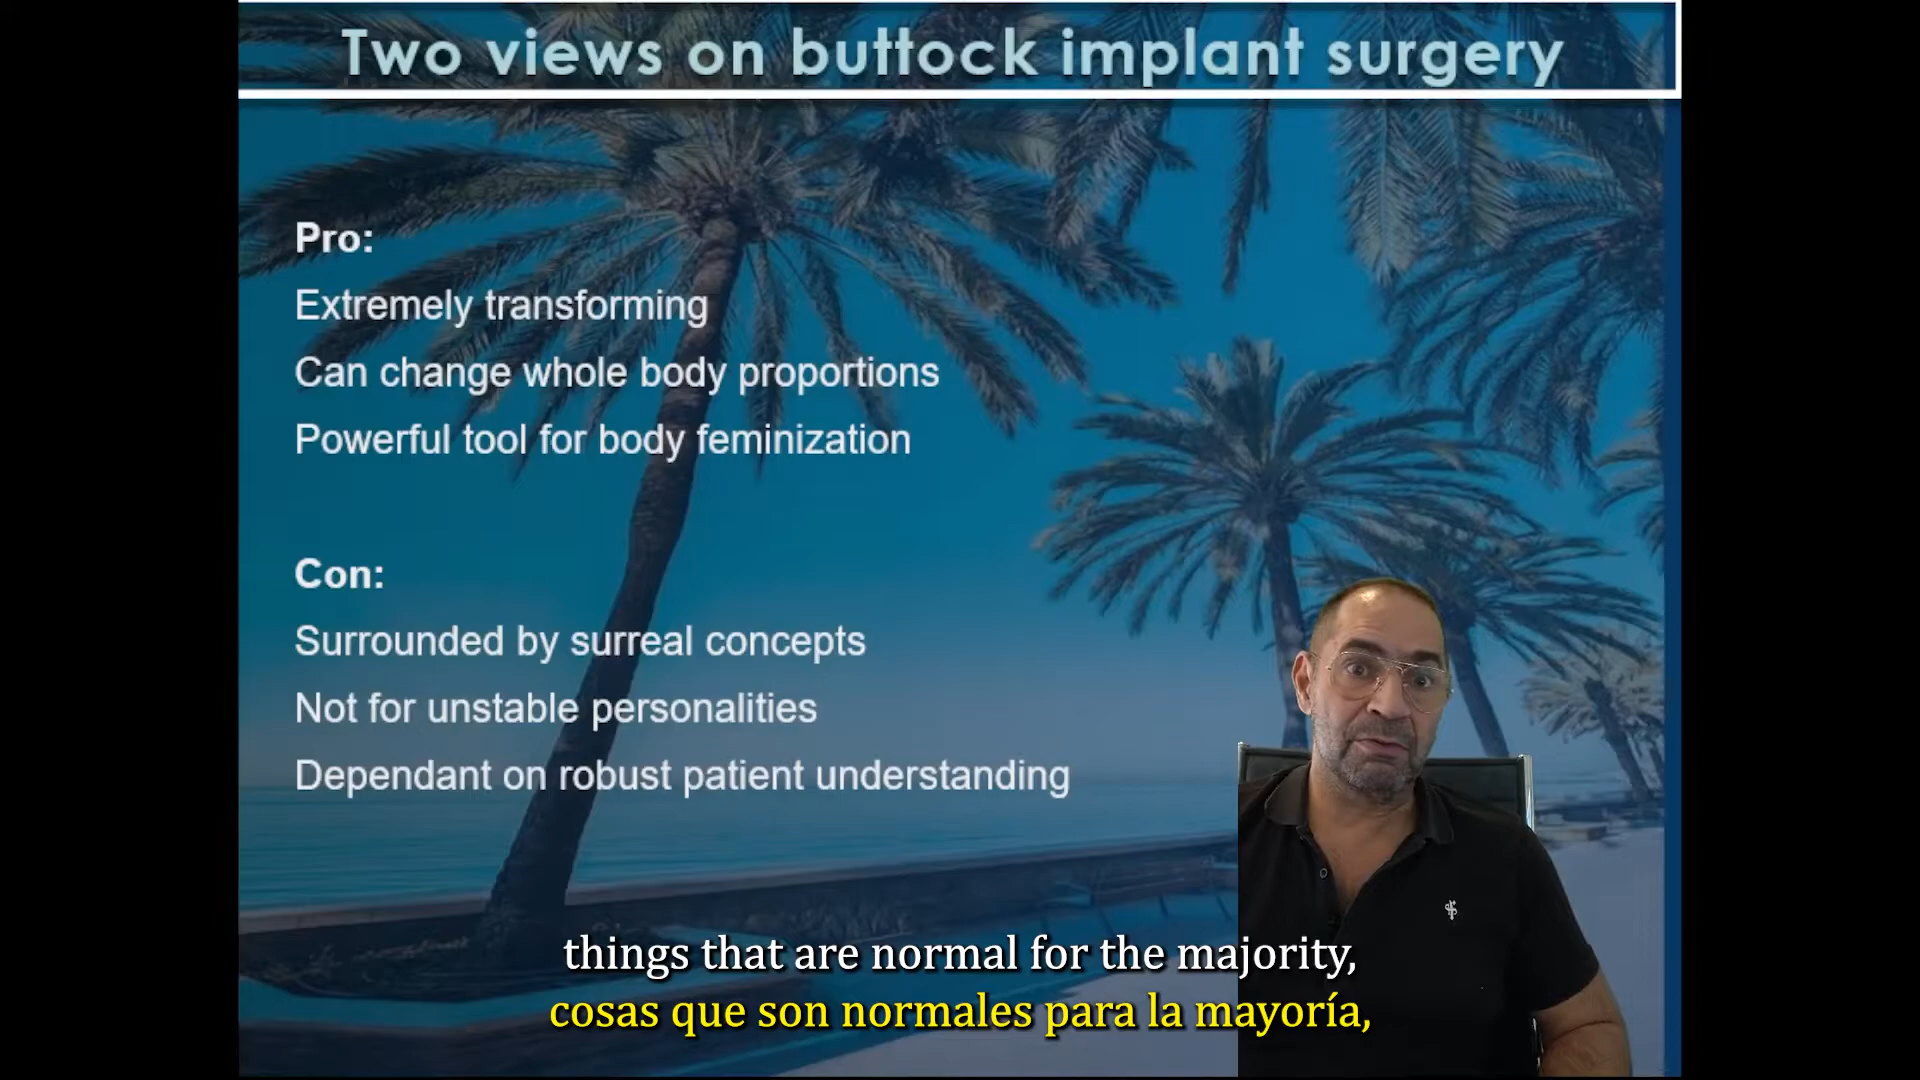 Two views on buttock implant surgery
Pro:
Extremely transforming
Can change whole body proportions
Powerful tool for body feminization
Con:
Surrounded by surreal concepts
Not for unstable personalities
Dependant on robust patient understanding
things that are normal for the majority,
cosas que son normales para la mayoría,